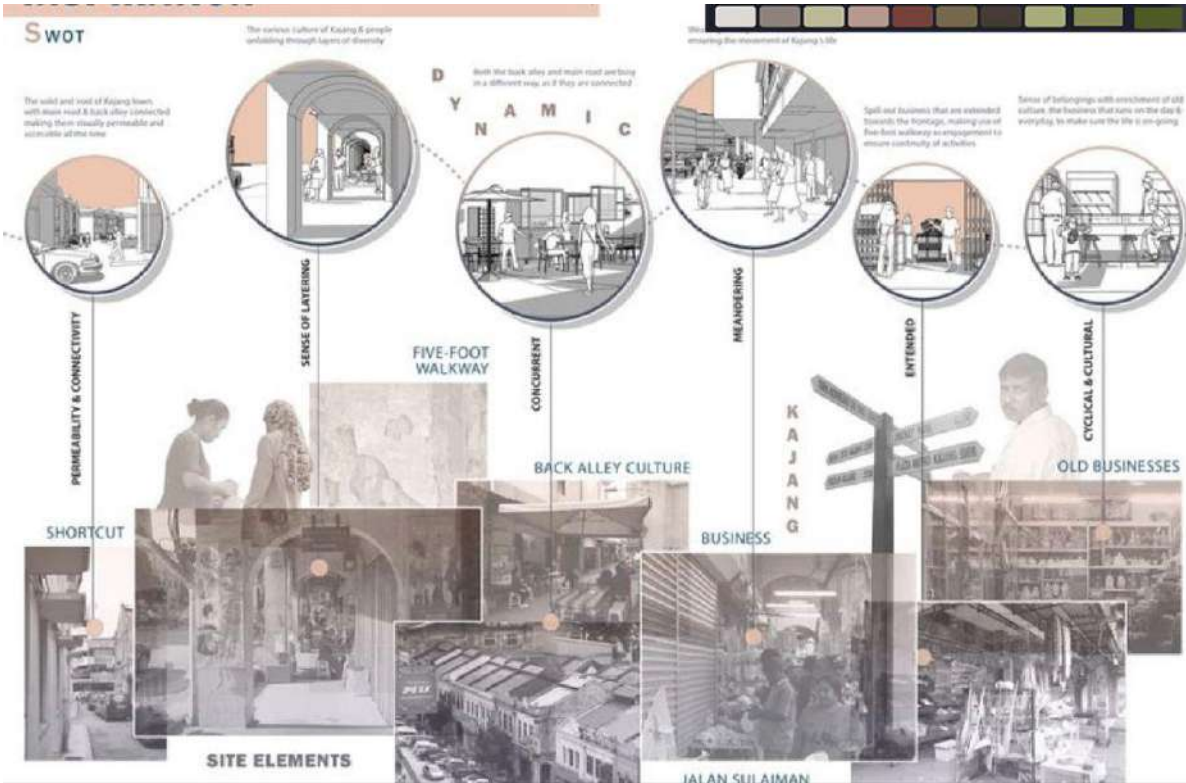 SWOT
The various culture of Kajang & people
unfolding through layers of diversity
ensuring the movement of Kajang's life
D
Y
N
A
M
I
C
Both the back alley and main road are busy
in a different way, as if they are connected
The solid and void of Kajang town,
with main road & back alley connected
making them visually permeable and
accessible all the time
Spill-out business that are extended
towards the frontage, making use of
five-foot walkway as engagement to
ensure continuity of activities
Sense of belongings with enrichment of old
culture, the business that runs on the day &
everyday, to make sure the life is on-going
PERMEABILITY & CONNECTIVITY
SENSE OF LAYERING
CONCURRENT
MEANDERING
ENTENDED
CYCLICAL & CULTURAL
FIVE-FOOT
WALKWAY
BACK ALLEY CULTURE
K
A
J
A
N
G
OLD BUSINESSES
SHORTCUT
BUSINESS
SITE ELEMENTS
JALAN SULAIMAN